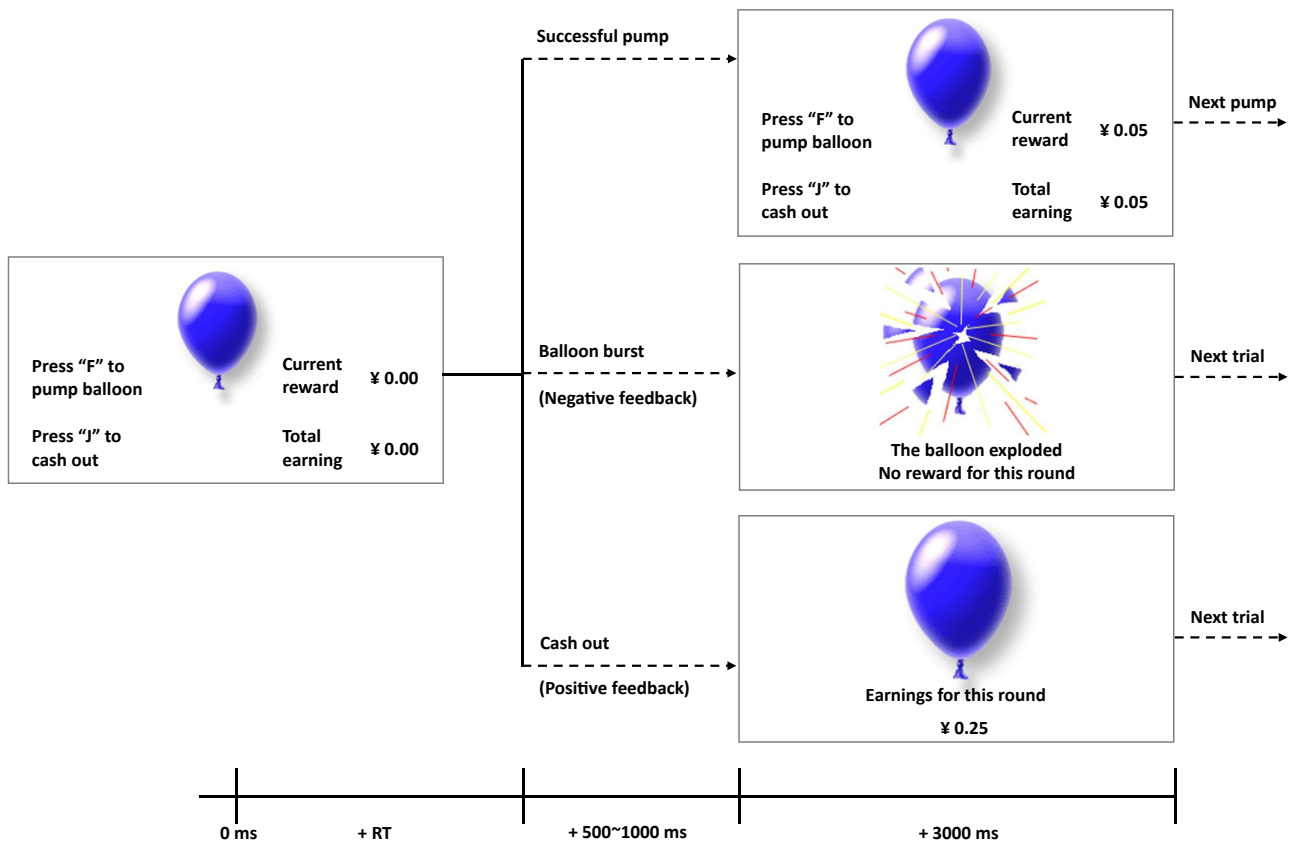 Successful pump
Press “F” to
pump balloon
Current
reward
¥ 0.05
Press “J” to
cash out
Total
earning
¥ 0.05
Next pump
Press “F” to
pump balloon
Current
reward
¥ 0.00
Press “J” to
cash out
Total
earning
¥ 0.00
Balloon burst
(Negative feedback)
The balloon exploded
No reward for this round
Next trial
Cash out
(Positive feedback)
Earnings for this round
¥ 0.25
Next trial
0 ms
+ RT
+ 500~1000 ms
+ 3000 ms